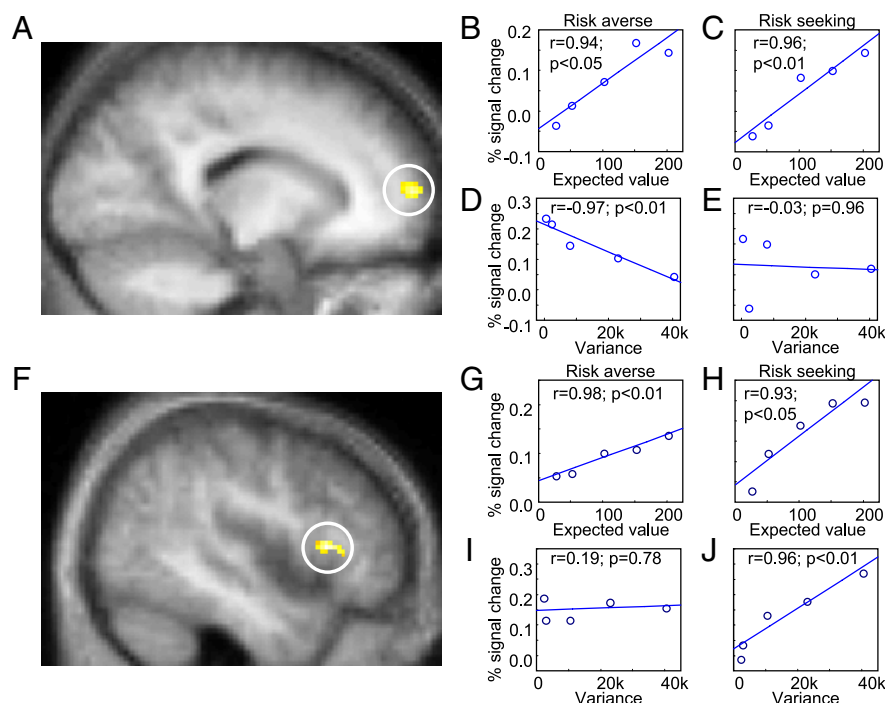 A
B Risk averse
C Risk seeking
% signal change
0.2
0.1
0.0
-0.1
r=0.94;
p<0.05
r=0.96;
p<0.01
0 100 200
0 100 200
Expected value
Expected value
D
E
% signal change
0.3
0.2
0.1
0.0
-0.1
r=-0.97; p<0.01
r=-0.03; p=0.96
0 20k 40k
0 20k 40k
Variance
Variance
F
G Risk averse
H Risk seeking
% signal change
0.2
0.1
0.0
r=0.98; p<0.01
r=0.93;
p<0.05
0 100 200
0 100 200
Expected value
Expected value
I
J
% signal change
0.3
0.2
0.1
0.0
r=0.19; p=0.78
r=0.96; p<0.01
0 20k 40k
0 20k 40k
Variance
Variance